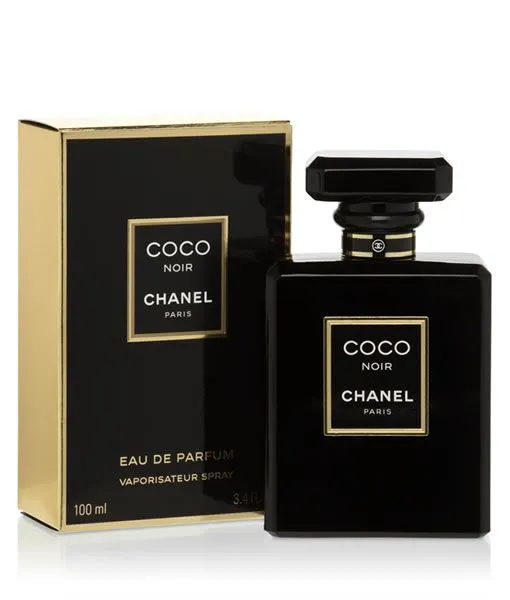 COCO
NOIR
CHANEL
PARIS
EAU DE PARFUM
VAPORISATEUR SPRAY
100 ml
3.4
COCO
NOIR
CHANEL
PARIS